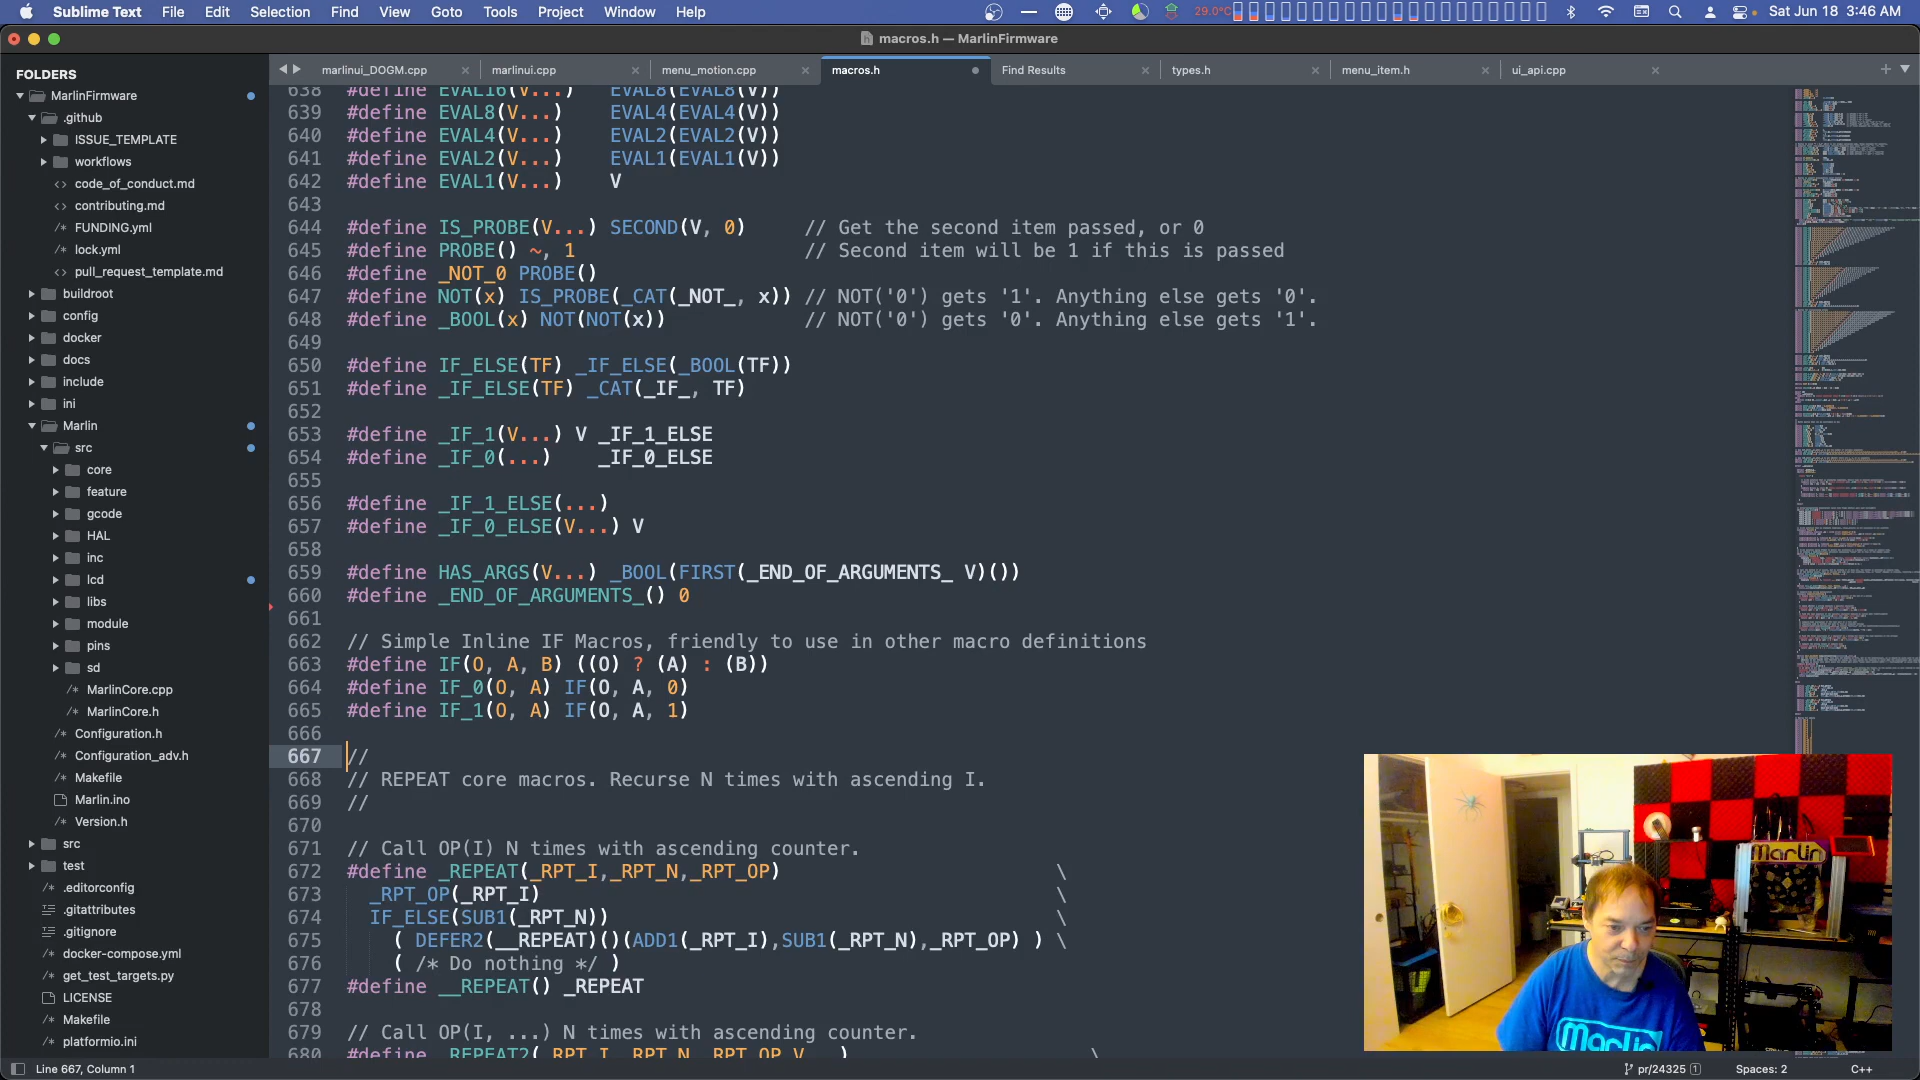 Sublime Text File Edit Selection Find View Goto Tools Project Window Help 29.0°C Sat Jun 18 3:46 AM
macros.h — MarlinFirmware
FOLDERS
MarlinFirmware
.github
ISSUE_TEMPLATE
workflows
code_of_conduct.md
contributing.md
FUNDING.yml
lock.yml
pull_request_template.md
buildroot
config
docker
docs
include
ini
Marlin
src
core
feature
gcode
HAL
inc
lcd
libs
module
pins
sd
MarlinCore.cpp
MarlinCore.h
Configuration.h
Configuration_adv.h
Makefile
Marlin.ino
Version.h
src
test
.editorconfig
.gitattributes
.gitignore
docker-compose.yml
get_test_targets.py
LICENSE
Makefile
platformio.ini
marlinui_DOGM.cpp marlinui.cpp menu_motion.cpp macros.h Find Results types.h menu_item.h ui_api.cpp
638 #define EVAL16(V...) EVAL8(EVAL8(V))
639 #define EVAL8(V...) EVAL4(EVAL4(V))
640 #define EVAL4(V...) EVAL2(EVAL2(V))
641 #define EVAL2(V...) EVAL1(EVAL1(V))
642 #define EVAL1(V...) V
643
644 #define IS_PROBE(V...) SECOND(V, 0) // Get the second item passed, or 0
645 #define PROBE() ~, 1 // Second item will be 1 if this is passed
646 #define _NOT_0 PROBE()
647 #define NOT(x) IS_PROBE(_CAT(_NOT_, x)) // NOT('0') gets '1'. Anything else gets '0'.
648 #define _BOOL(x) NOT(NOT(x)) // NOT('0') gets '0'. Anything else gets '1'.
649
650 #define IF_ELSE(TF) _IF_ELSE(_BOOL(TF))
651 #define _IF_ELSE(TF) _CAT(_IF_, TF)
652
653 #define _IF_1(V...) V _IF_1_ELSE
654 #define _IF_0(...) _IF_0_ELSE
655
656 #define _IF_1_ELSE(...)
657 #define _IF_0_ELSE(V...) V
658
659 #define HAS_ARGS(V...) _BOOL(FIRST(_END_OF_ARGUMENTS_ V)())
660 #define _END_OF_ARGUMENTS_() 0
661
662 // Simple Inline IF Macros, friendly to use in other macro definitions
663 #define IF(O, A, B) ((O) ? (A) : (B))
664 #define IF_0(O, A) IF(O, A, 0)
665 #define IF_1(O, A) IF(O, A, 1)
666
667 //
668 // REPEAT core macros. Recurse N times with ascending I.
669 //
670
671 // Call OP(I) N times with ascending counter.
672 #define _REPEAT(_RPT_I,_RPT_N,_RPT_OP) \
673 _RPT_OP(_RPT_I) \
674 IF_ELSE(SUB1(_RPT_N)) \
675 ( DEFER2(__REPEAT)()(ADD1(_RPT_I),SUB1(_RPT_N),_RPT_OP) ) \
676 ( /* Do nothing */ )
677 #define __REPEAT() _REPEAT
678
679 // Call OP(I, ...) N times with ascending counter.
680 #define _REPEAT2(_RPT_I,_RPT_N,_RPT_OP,V...) \
Marlin
Marlin
Line 667, Column 1 pr/24325 1 Spaces: 2 C++